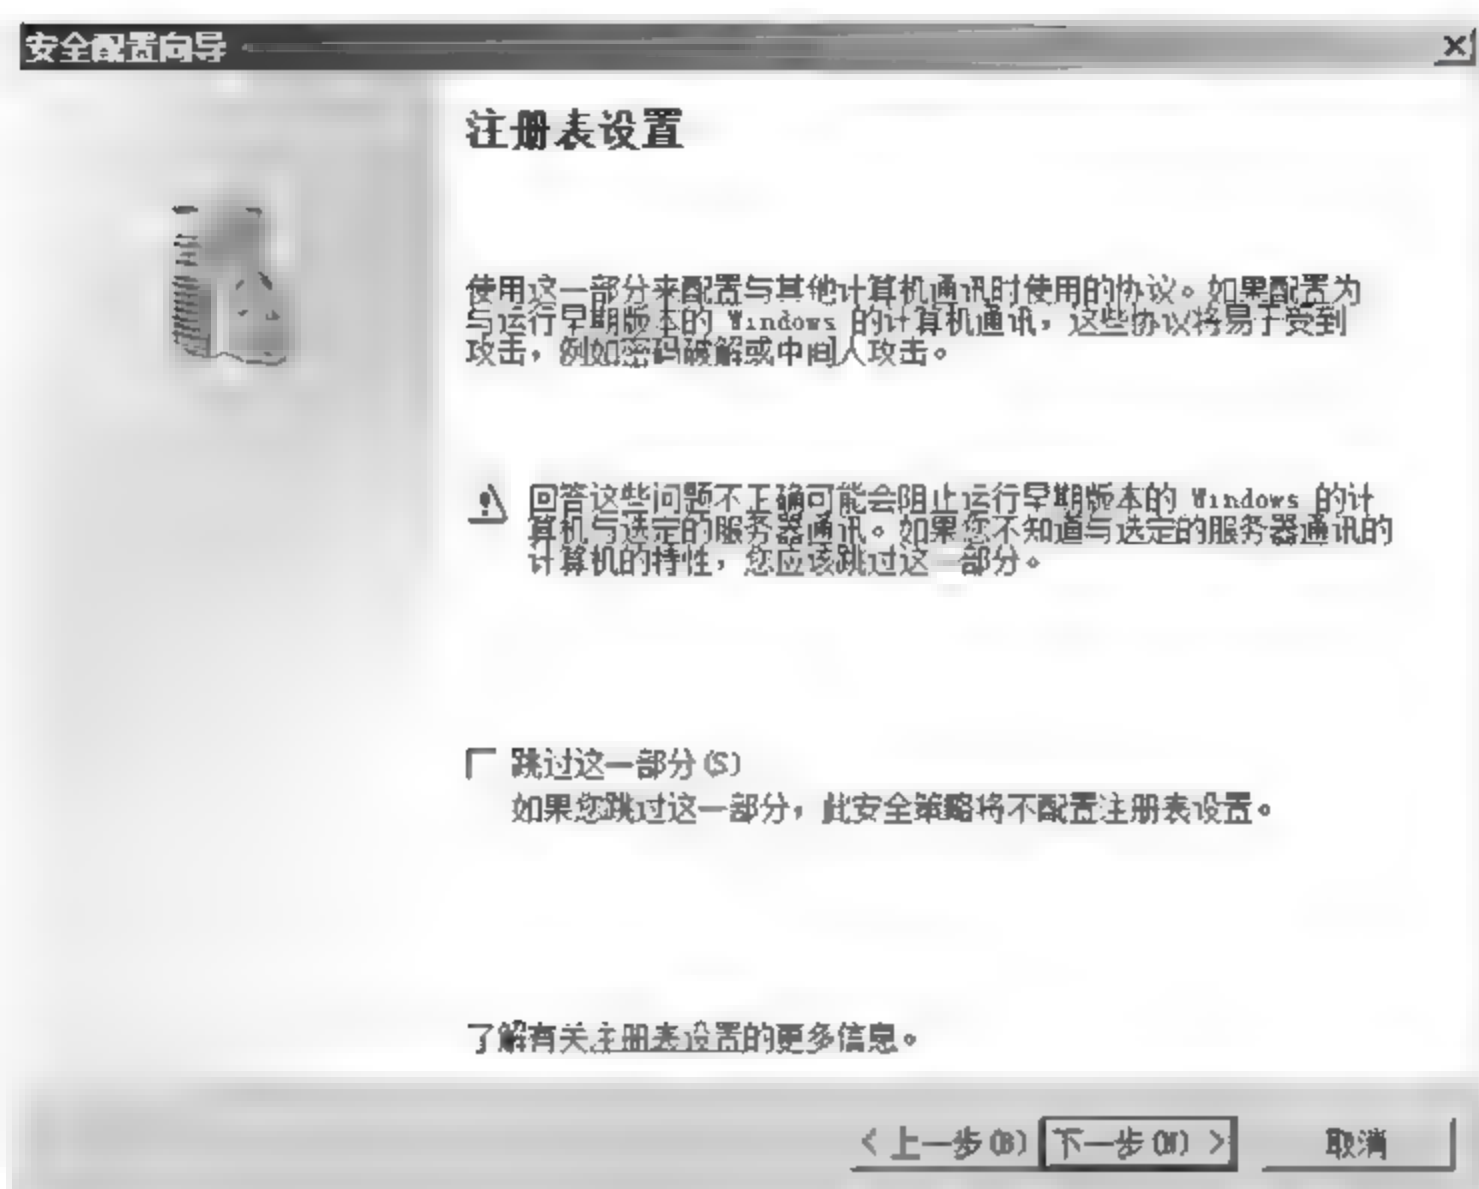 安全配置向导
注册表设置
使用这一部分来配置与其他计算机通讯时使用的协议。如果配置为
与运行早期版本的 Windows 的计算机通讯，这些协议将易于受到
攻击，例如密码破解或中间人攻击。
回答这些问题不正确可能会阻止运行早期版本的 Windows 的计
算机与选定的服务器通讯。如果您不知道与选定的服务器通讯的
计算机的特性，您应该跳过这一部分。
跳过这一部分(S)
如果您跳过这一部分，此安全策略将不配置注册表设置。
了解有关注册表设置的更多信息。
< 上一步(B) 下一步(N) > 取消